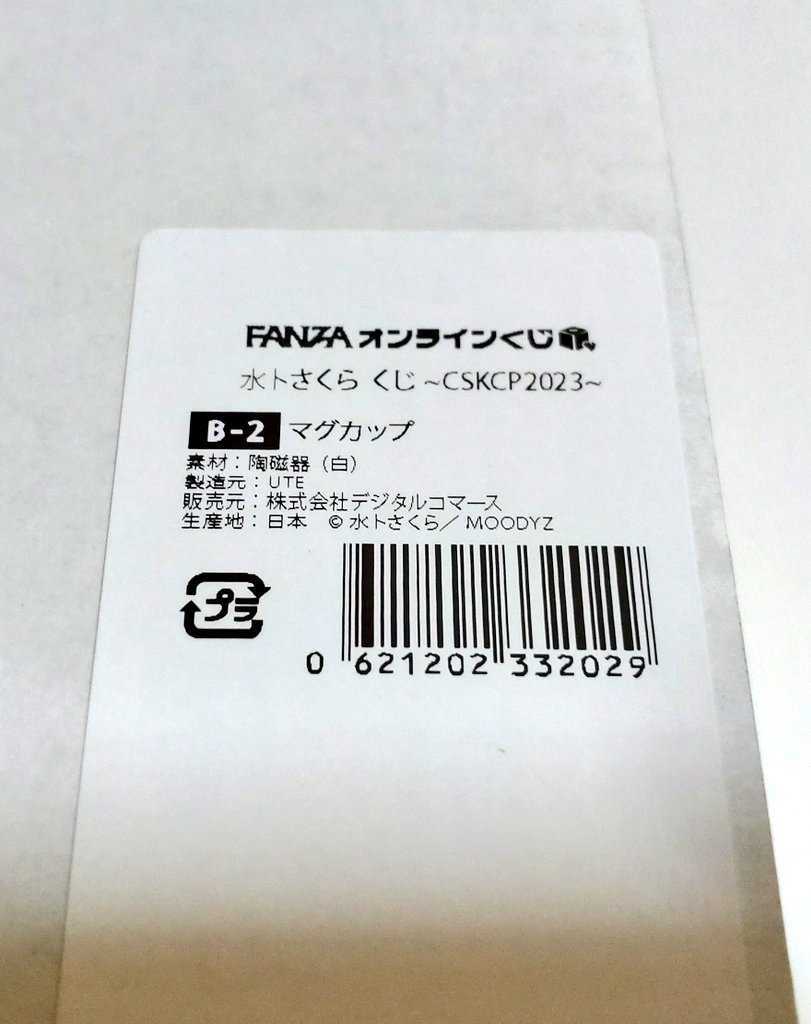 FANZA オンラインくじ
水卜さくら くじ ~CSKCP2023~
B-2 マグカップ
素材：陶磁器（白）
製造元：UTE
販売元：株式会社デジタルコマース
生産地：日本 ©水卜さくら／MOODYZ
プラ
0 621202 332029